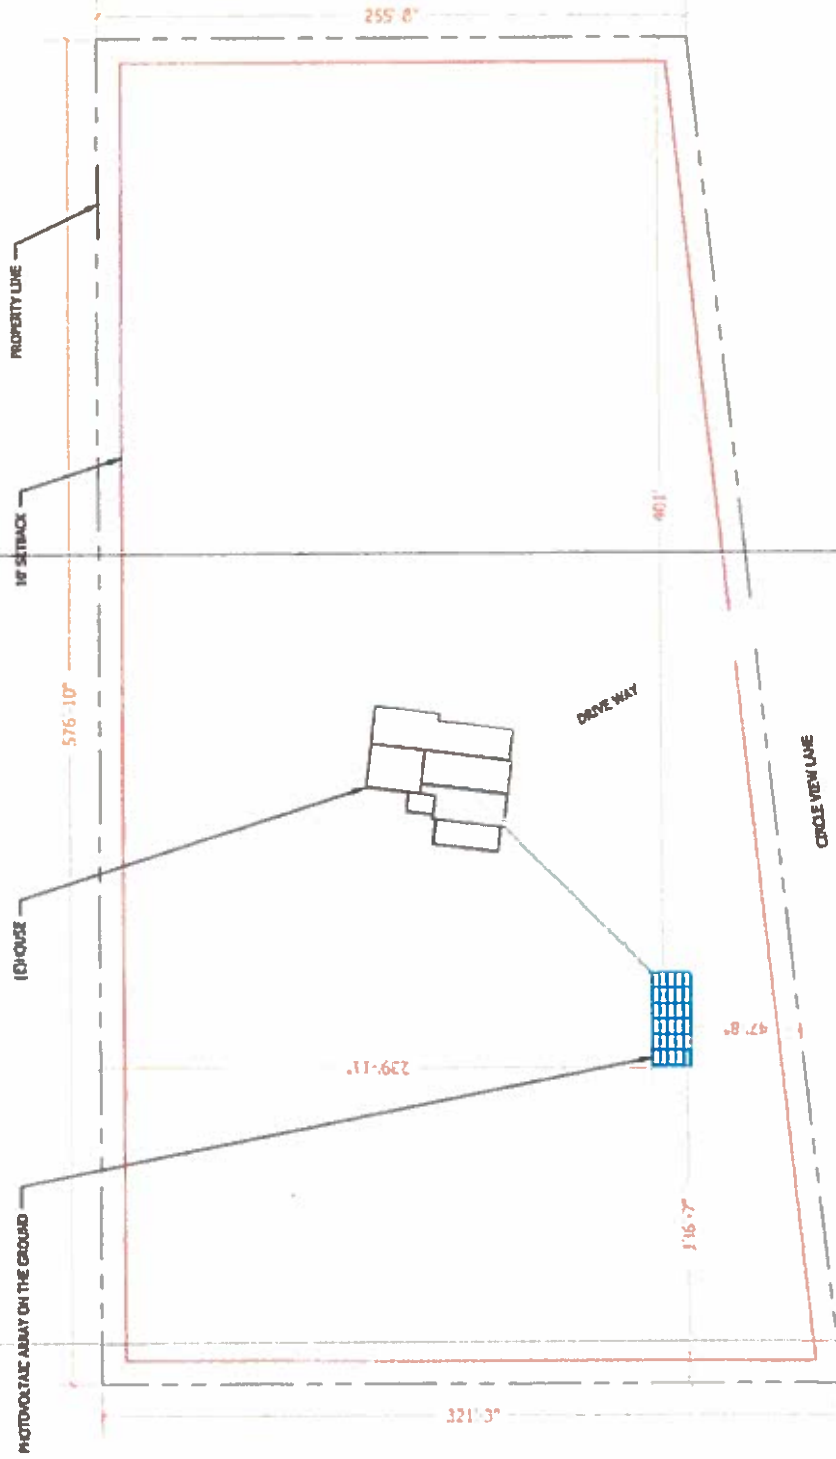 255'-8"
PROPERTY LINE
10' SETBACK
576'-10"
401'
DRIVE WAY
CIRCLE VIEW LANE
(E)HOUSE
239'-11"
47'-8"
PHOTOVOLTAIC ARRAY ON THE GROUND
136'-7"
321'-3"